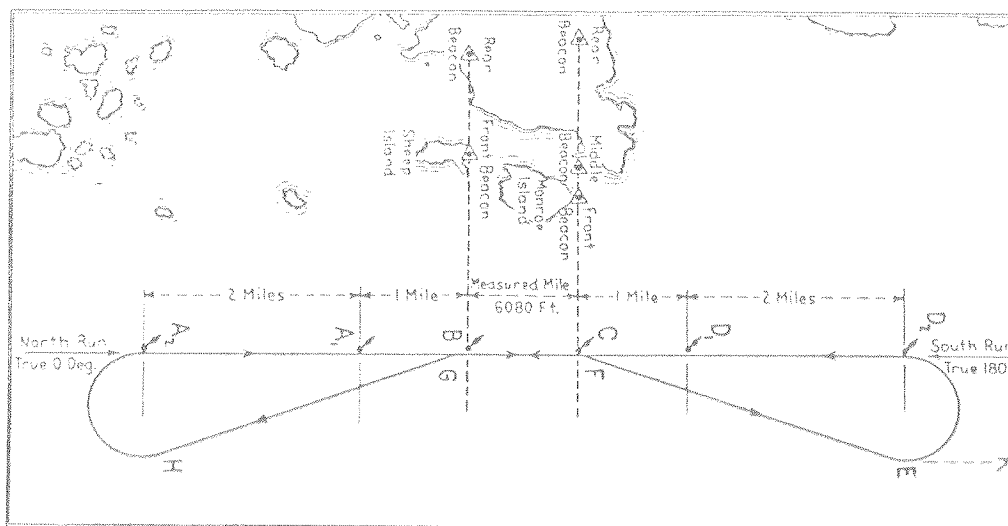 Rear
Beacon
Rear
Beacon
Middle
Beacon
Front Beacon
Sheep
Island
Monroe
Island
Front
Beacon
2 Miles
1 Mile
Measured Mile
6080 Ft.
1 Mile
2 Miles
North Run
True 0 Deg.
A₂
A₁
B
G
C
F
D₁
D₂
South Run
True 180
H
E